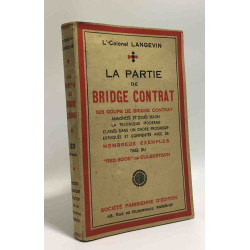 Lt-Colonel LANGEVIN
LA PARTIE
DE
BRIDGE CONTRAT
COUPS DE BRIDGE CONTRAT
ANNONCÉS ET JOUÉS SELON
LA TECHNIQUE MODERNE
CLASSÉS DANS UN ORDRE PROGRESSIF
EXPLIQUÉS ET COMMENTÉS AVEC DE
NOMBREUX EXEMPLES
TIRÉS DU
"RED BOOK" DE CULBERTSON
SOCIÉTÉ PARISIENNE D'ÉDITION